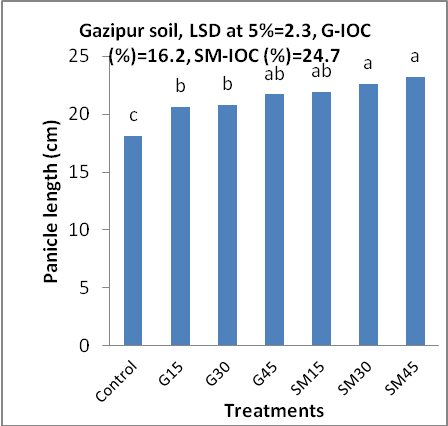 Gazipur soil, LSD at 5%=2.3, G-IOC
(%)=16.2, SM-IOC (%)=24.7
Panicle length (cm)
25
20
15
10
5
0
c
b
b
ab
ab
a
a
Control
G15
G30
G45
SM15
SM30
SM45
Treatments